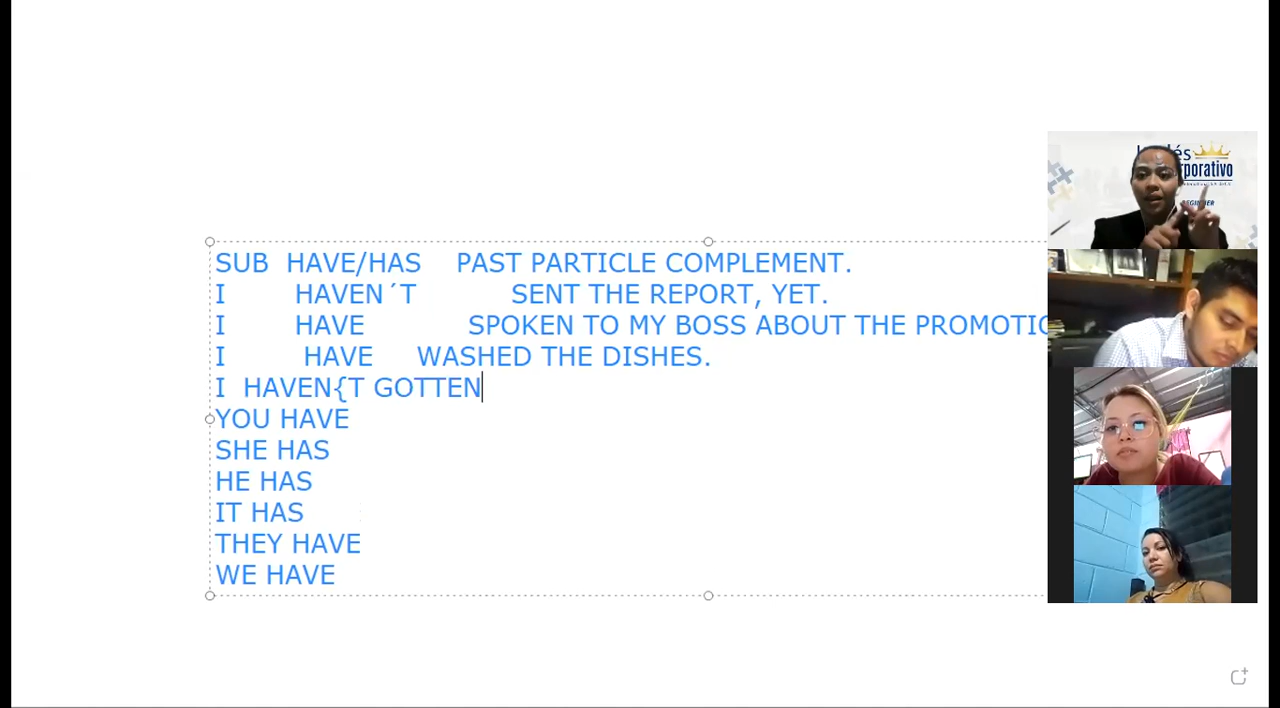 SUB HAVE/HAS PAST PARTICLE COMPLEMENT.
I HAVEN´T SENT THE REPORT, YET.
I HAVE SPOKEN TO MY BOSS ABOUT THE PROMOTIO
I HAVE WASHED THE DISHES.
I HAVEN{T GOTTEN
YOU HAVE
SHE HAS
HE HAS
IT HAS
THEY HAVE
WE HAVE